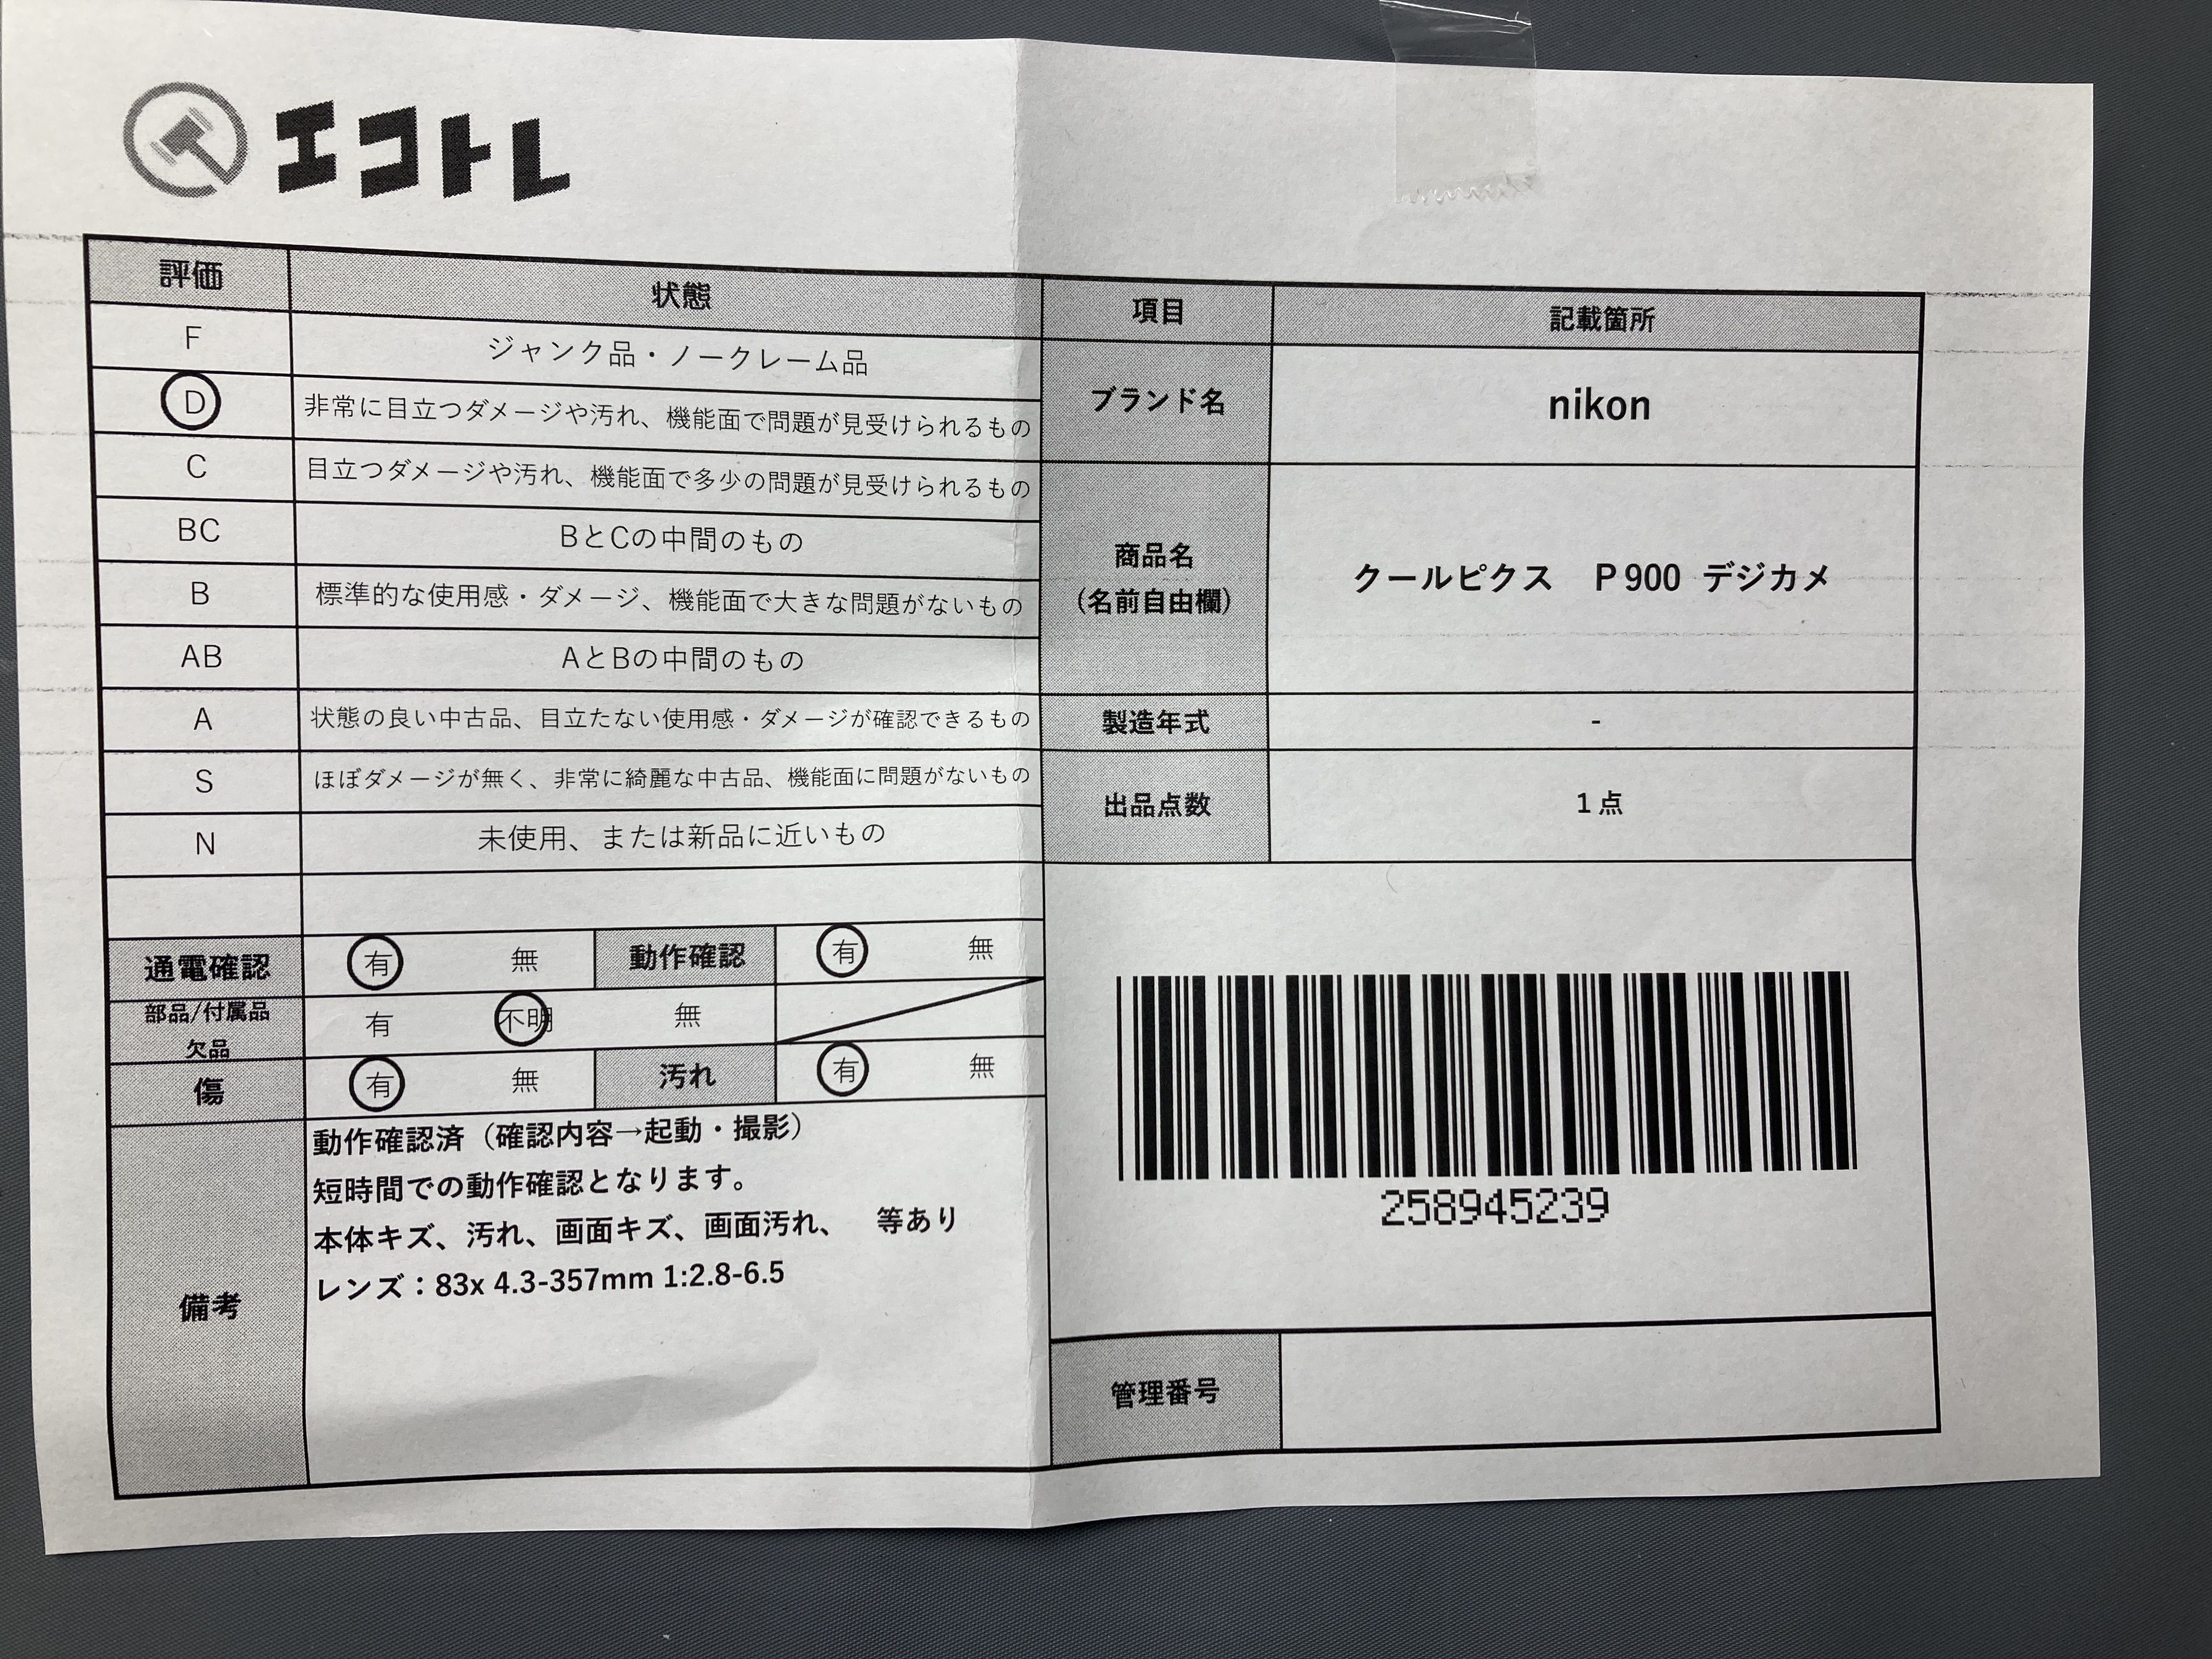 エコトレ
評価 状態
F ジャンク品・ノークレーム品
D 非常に目立つダメージや汚れ、機能面で問題が見受けられるもの
C 目立つダメージや汚れ、機能面で多少の問題が見受けられるもの
BC BとCの中間のもの
B 標準的な使用感・ダメージ、機能面で大きな問題がないもの
AB AとBの中間のもの
A 状態の良い中古品、目立たない使用感・ダメージが確認できるもの
S ほぼダメージが無く、非常に綺麗な中古品、機能面に問題がないもの
N 未使用、または新品に近いもの
通電確認 有 無 動作確認 有 無
部品/付属品
欠品 有 不明 無
傷 有 無 汚れ 有 無
備考
動作確認済（確認内容→起動・撮影）
短時間での動作確認となります。
本体キズ、汚れ、画面キズ、画面汚れ、　等あり
レンズ：83x 4.3-357mm 1:2.8-6.5
項目 記載箇所
ブランド名 nikon
商品名
（名前自由欄） クールピクス　P900 デジカメ
製造年式 -
出品点数 1点
258945239
管理番号